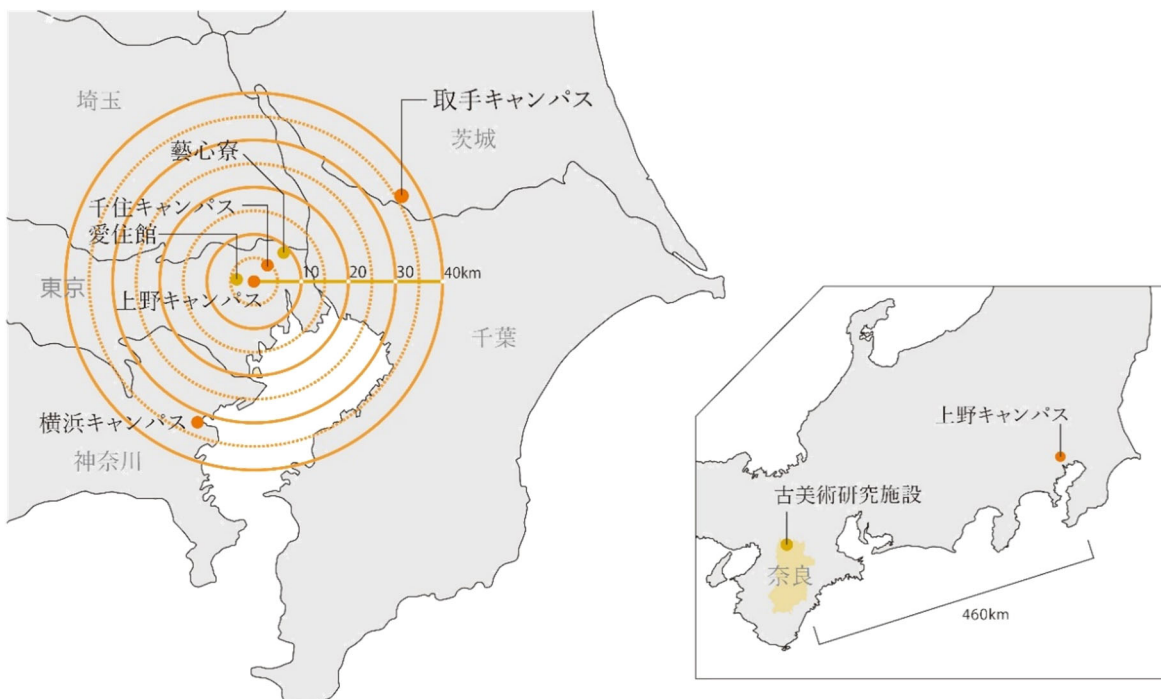 埼玉
取手キャンパス
茨城
藝心寮
千住キャンパス
愛住館
10 20 30 40km
東京
上野キャンパス
千葉
横浜キャンパス
神奈川
上野キャンパス
古美術研究施設
奈良
460km